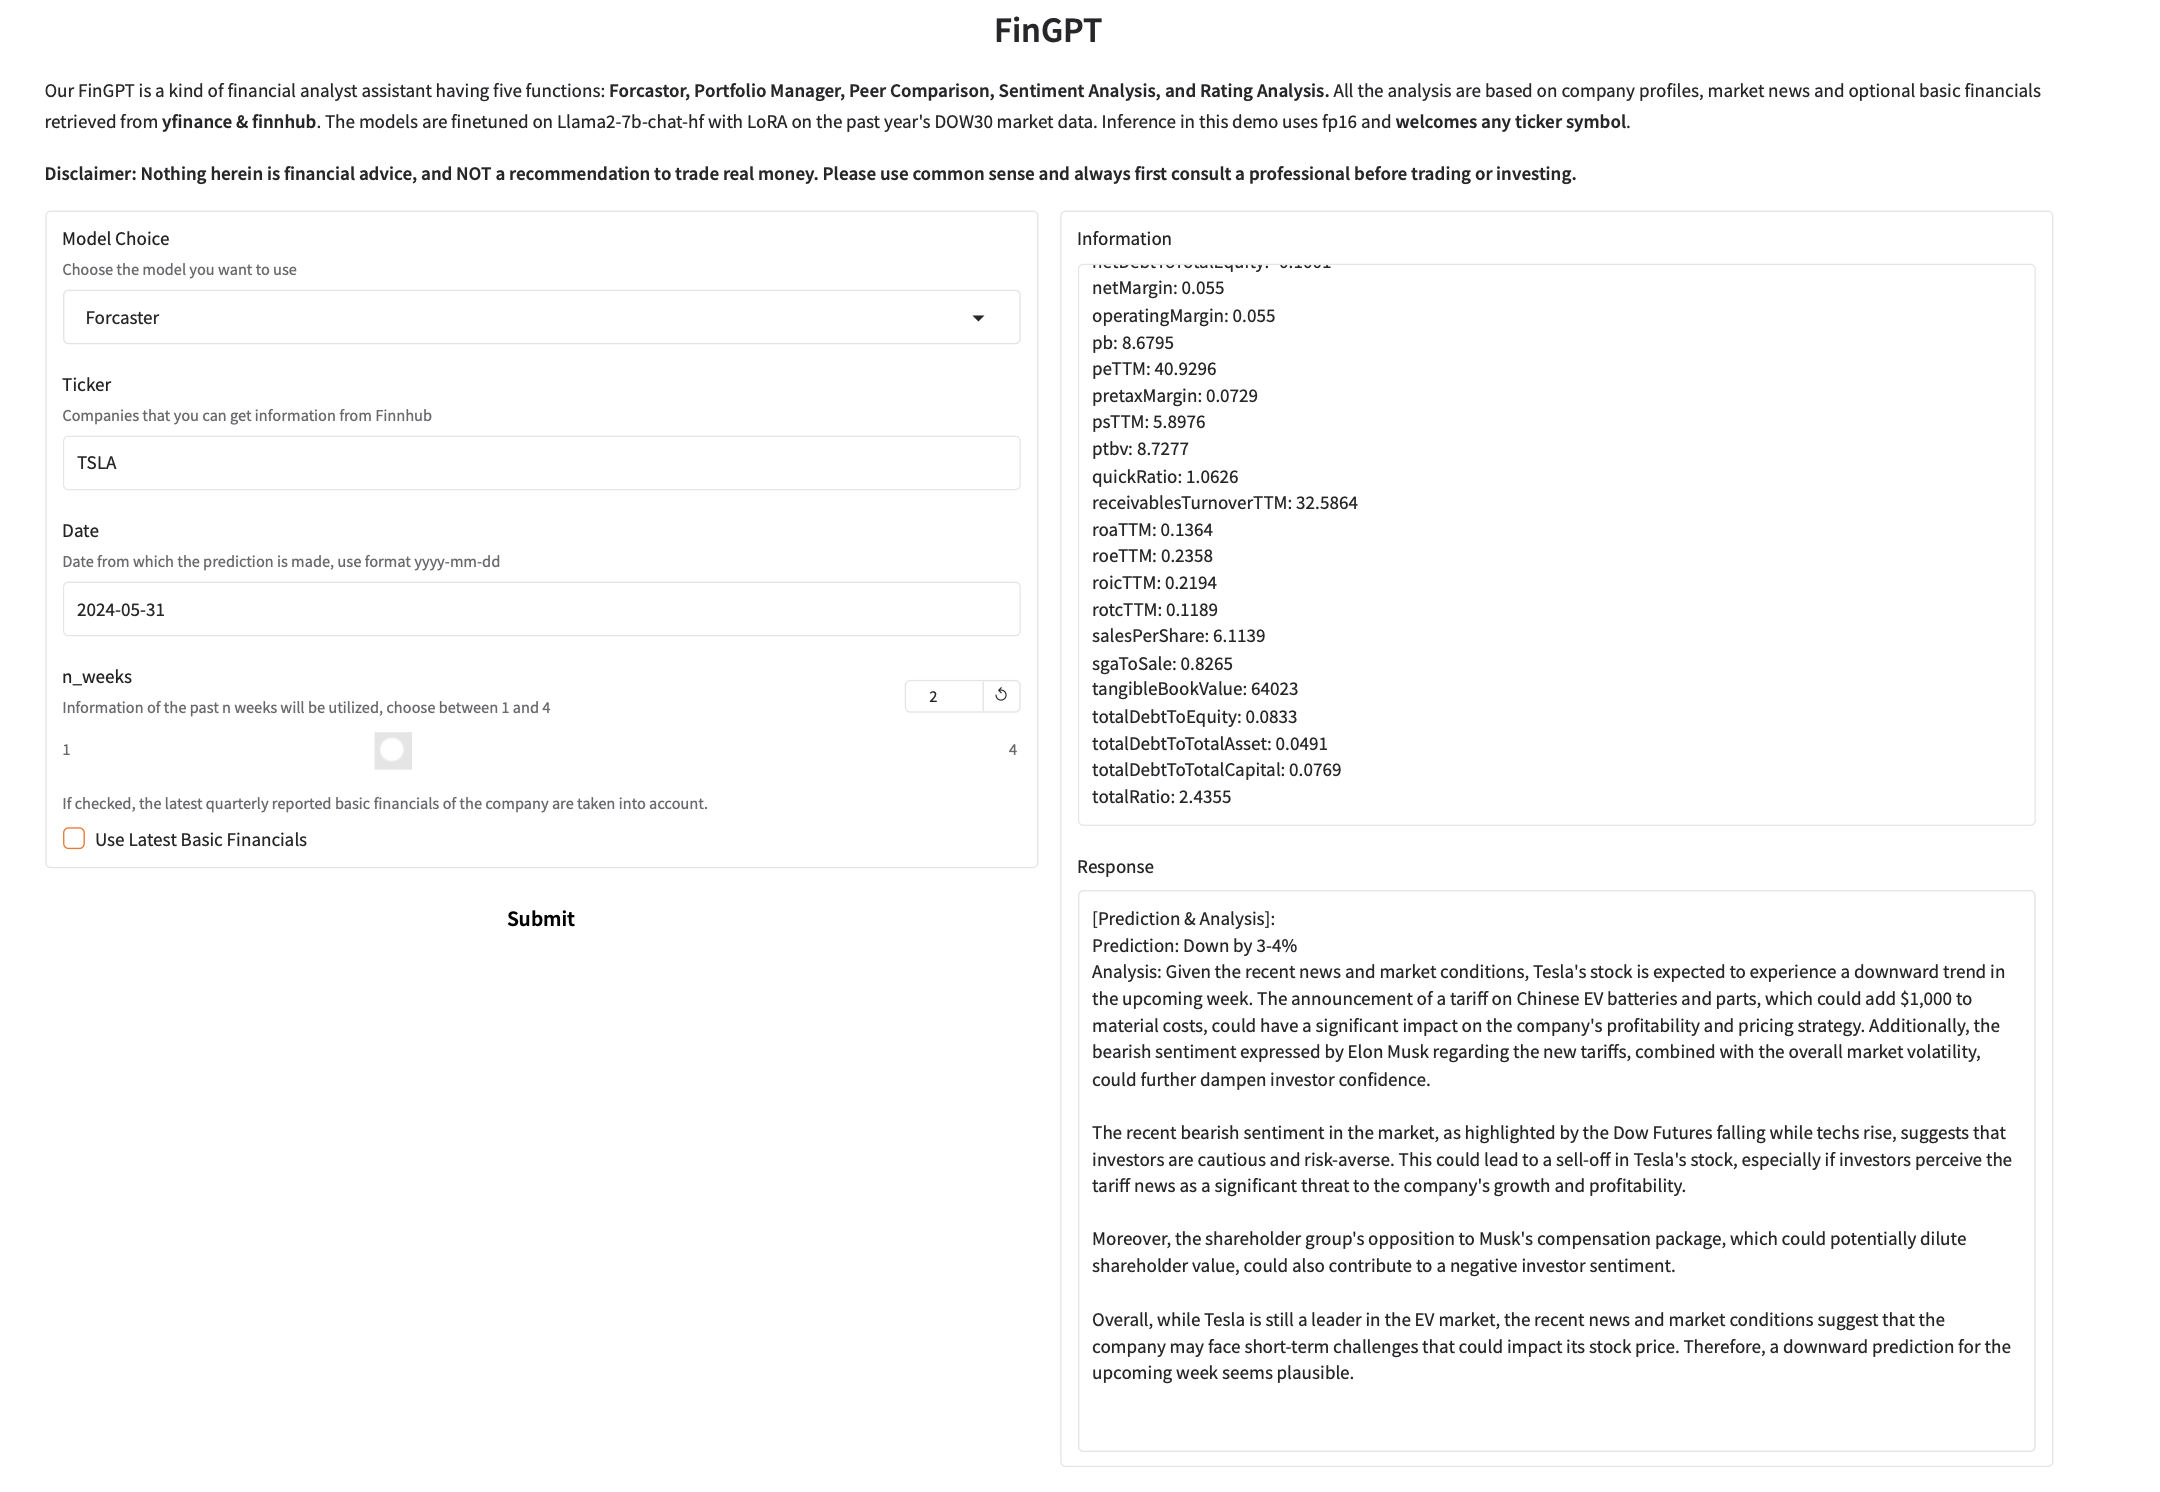 FinGPT
Our FinGPT is a kind of financial analyst assistant having five functions: Forcastor, Portfolio Manager, Peer Comparison, Sentiment Analysis, and Rating Analysis. All the analysis are based on company profiles, market news and optional basic financials
retrieved from yfinance & finnhub. The models are finetuned on Llama2-7b-chat-hf with LoRA on the past year's DOW30 market data. Inference in this demo uses fp16 and welcomes any ticker symbol.
Disclaimer: Nothing herein is financial advice, and NOT a recommendation to trade real money. Please use common sense and always first consult a professional before trading or investing.
Model Choice
Choose the model you want to use
Forcaster
Ticker
Companies that you can get information from Finnhub
TSLA
Date
Date from which the prediction is made, use format yyyy-mm-dd
2024-05-31
n_weeks
2
Information of the past n weeks will be utilized, choose between 1 and 4
1
4
If checked, the latest quarterly reported basic financials of the company are taken into account.
Use Latest Basic Financials
Submit
Information
netDebtToTotalEquity:
netMargin: 0.055
operatingMargin: 0.055
pb: 8.6795
peTTM: 40.9296
pretaxMargin: 0.0729
psTTM: 5.8976
ptbv: 8.7277
quickRatio: 1.0626
receivablesTurnoverTTM: 32.5864
roaTTM: 0.1364
roeTTM: 0.2358
roicTTM: 0.2194
rotcTTM: 0.1189
salesPerShare: 6.1139
sgaToSale: 0.8265
tangibleBookValue: 64023
totalDebtToEquity: 0.0833
totalDebtToTotalAsset: 0.0491
totalDebtToTotalCapital: 0.0769
totalRatio: 2.4355
Response
[Prediction & Analysis]:
Prediction: Down by 3-4%
Analysis: Given the recent news and market conditions, Tesla's stock is expected to experience a downward trend in
the upcoming week. The announcement of a tariff on Chinese EV batteries and parts, which could add $1,000 to
material costs, could have a significant impact on the company's profitability and pricing strategy. Additionally, the
bearish sentiment expressed by Elon Musk regarding the new tariffs, combined with the overall market volatility,
could further dampen investor confidence.
The recent bearish sentiment in the market, as highlighted by the Dow Futures falling while techs rise, suggests that
investors are cautious and risk-averse. This could lead to a sell-off in Tesla's stock, especially if investors perceive the
tariff news as a significant threat to the company's growth and profitability.
Moreover, the shareholder group's opposition to Musk's compensation package, which could potentially dilute
shareholder value, could also contribute to a negative investor sentiment.
Overall, while Tesla is still a leader in the EV market, the recent news and market conditions suggest that the
company may face short-term challenges that could impact its stock price. Therefore, a downward prediction for the
upcoming week seems plausible.